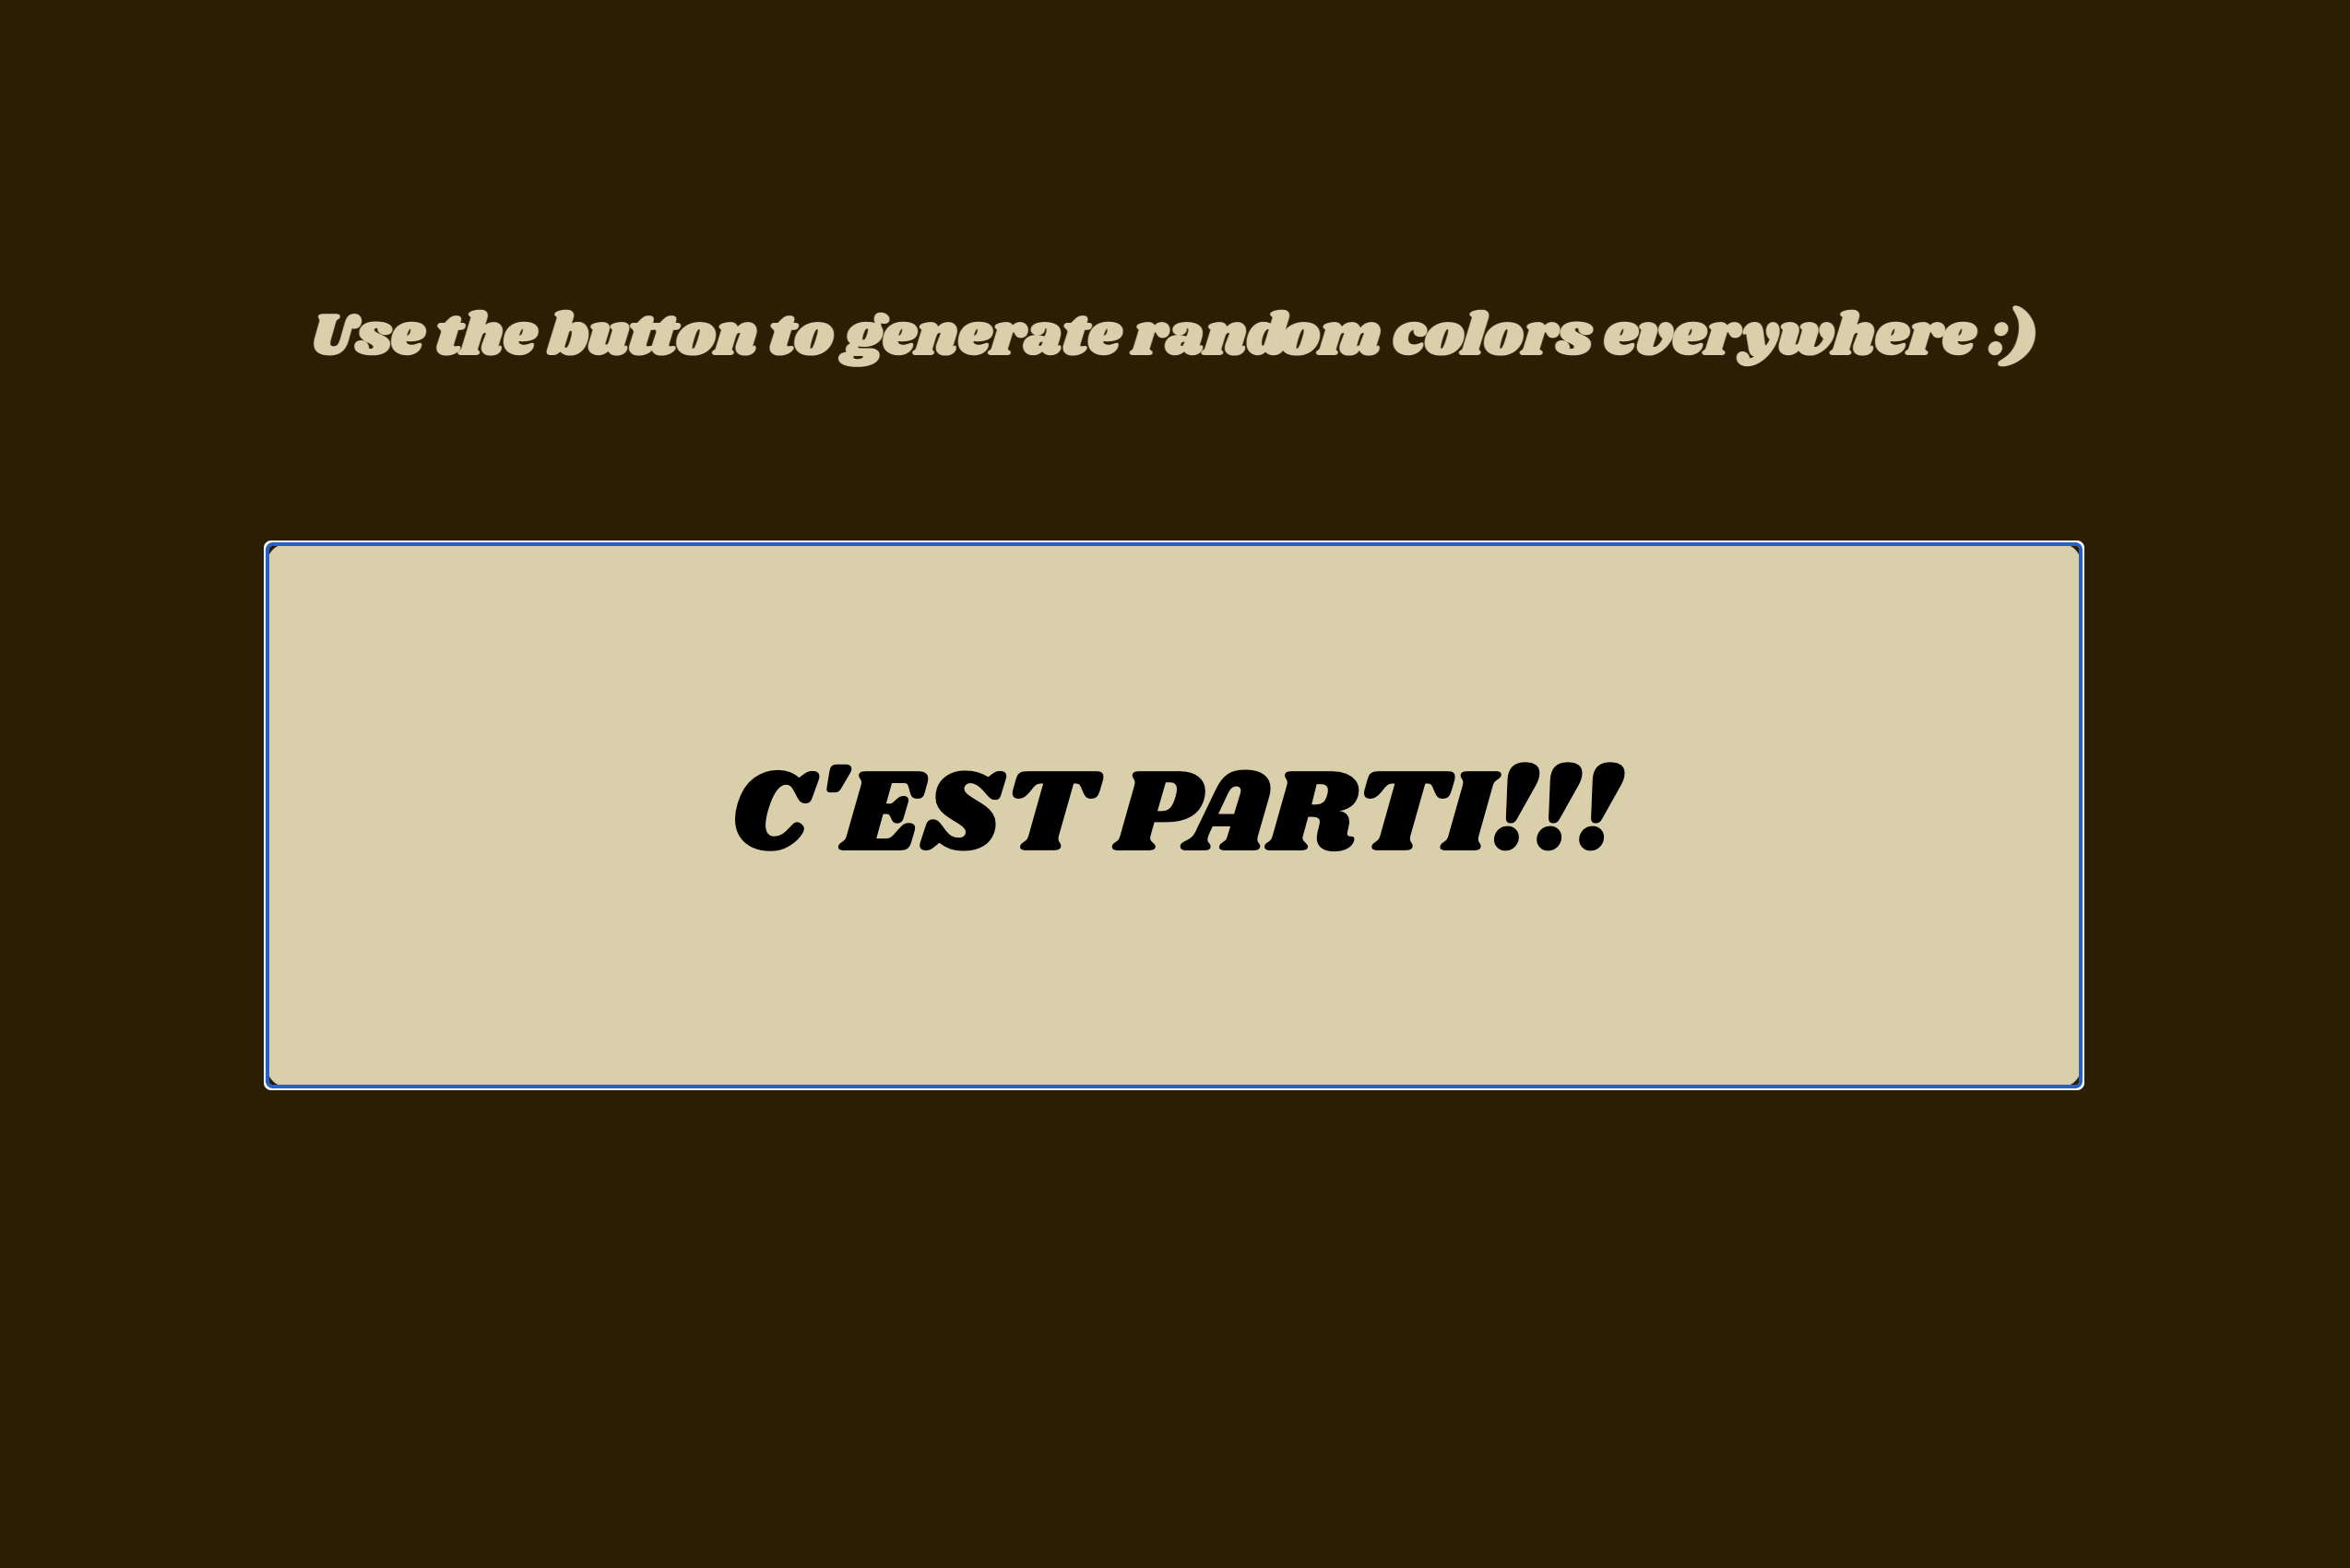 Use the button to generate random colors everywhere :)
C'EST PARTI!!!